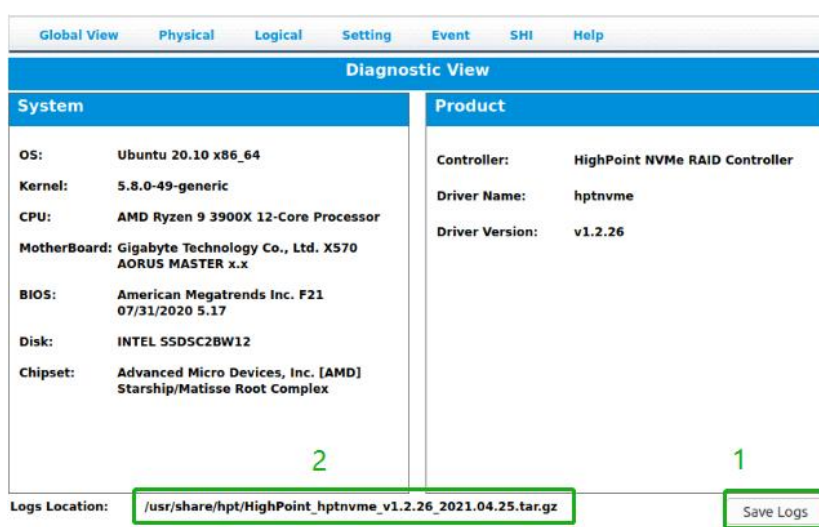 Global View Physical Logical Setting Event SHI Help
Diagnostic View
System
OS: Ubuntu 20.10 x86_64
Kernel: 5.8.0-49-generic
CPU: AMD Ryzen 9 3900X 12-Core Processor
MotherBoard: Gigabyte Technology Co., Ltd. X570
AORUS MASTER x.x
BIOS: American Megatrends Inc. F21
07/31/2020 5.17
Disk: INTEL SSDSC2BW12
Chipset: Advanced Micro Devices, Inc. [AMD]
Starship/Matisse Root Complex
Product
Controller: HighPoint NVMe RAID Controller
Driver Name: hptnvme
Driver Version: v1.2.26
2
1
Logs Location: /usr/share/hpt/HighPoint_hptnvme_v1.2.26_2021.04.25.tar.gz
Save Logs